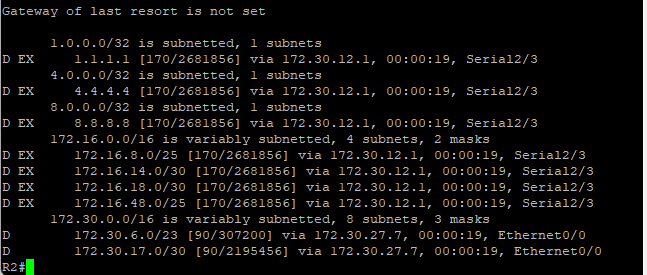 Gateway of last resort is not set
1.0.0.0/32 is subnetted, 1 subnets
D EX 1.1.1.1 [170/2681856] via 172.30.12.1, 00:00:19, Serial2/3
4.0.0.0/32 is subnetted, 1 subnets
D EX 4.4.4.4 [170/2681856] via 172.30.12.1, 00:00:19, Serial2/3
8.0.0.0/32 is subnetted, 1 subnets
D EX 8.8.8.8 [170/2681856] via 172.30.12.1, 00:00:19, Serial2/3
172.16.0.0/16 is variably subnetted, 4 subnets, 2 masks
D EX 172.16.8.0/25 [170/2681856] via 172.30.12.1, 00:00:19, Serial2/3
D EX 172.16.14.0/30 [170/2681856] via 172.30.12.1, 00:00:19, Serial2/3
D EX 172.16.18.0/30 [170/2681856] via 172.30.12.1, 00:00:19, Serial2/3
D EX 172.16.48.0/25 [170/2681856] via 172.30.12.1, 00:00:19, Serial2/3
172.30.0.0/16 is variably subnetted, 8 subnets, 3 masks
D 172.30.6.0/23 [90/307200] via 172.30.27.7, 00:00:19, Ethernet0/0
D 172.30.17.0/30 [90/2195456] via 172.30.27.7, 00:00:19, Ethernet0/0
R2#